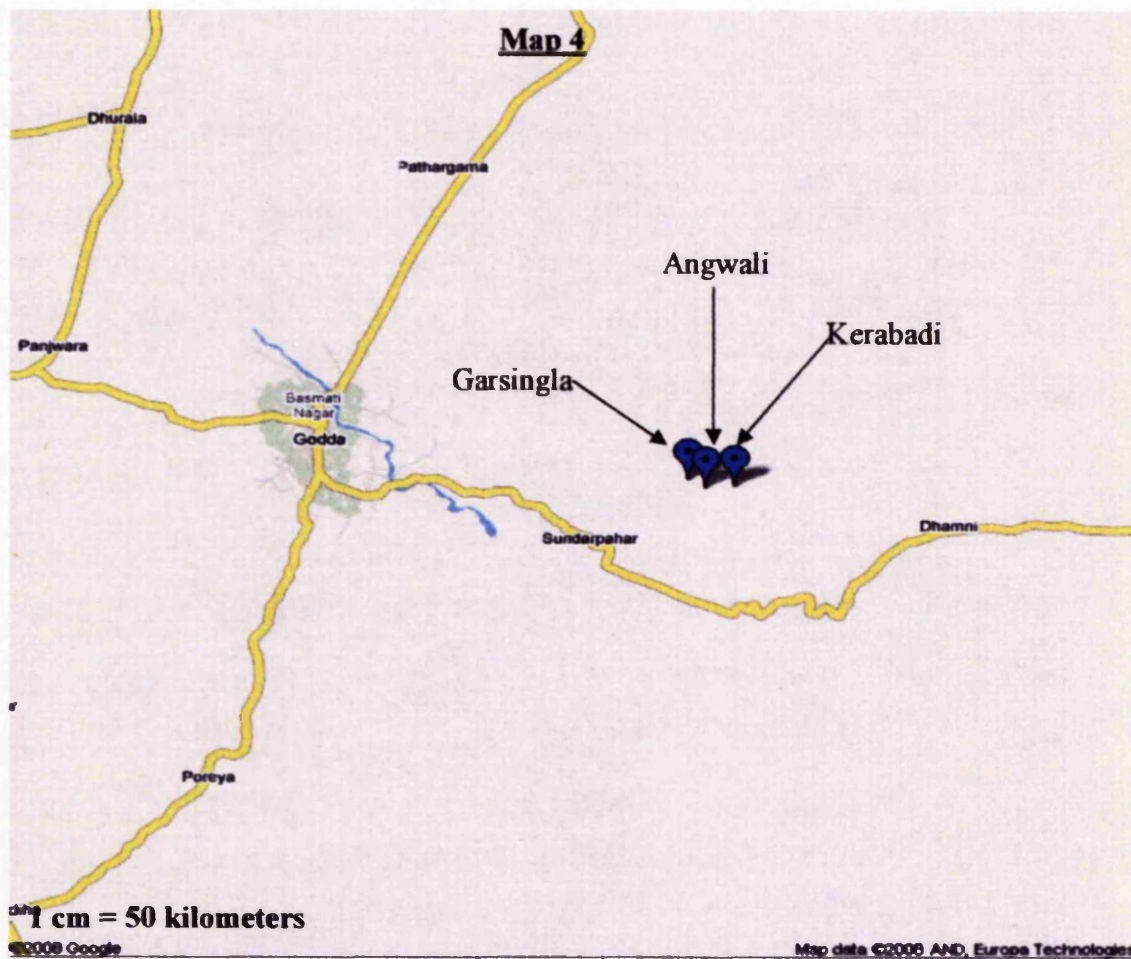 Map 4
Dhuraia
Pathargama
Angwali
Kerabadi
Panjwara
Garsingla
Basmati
Nagar
Godda
Dhamni
Sundarpahar
Poreya
1 cm = 50 kilometers
©2008 Google
Map data ©2008 AND, Europa Technologies